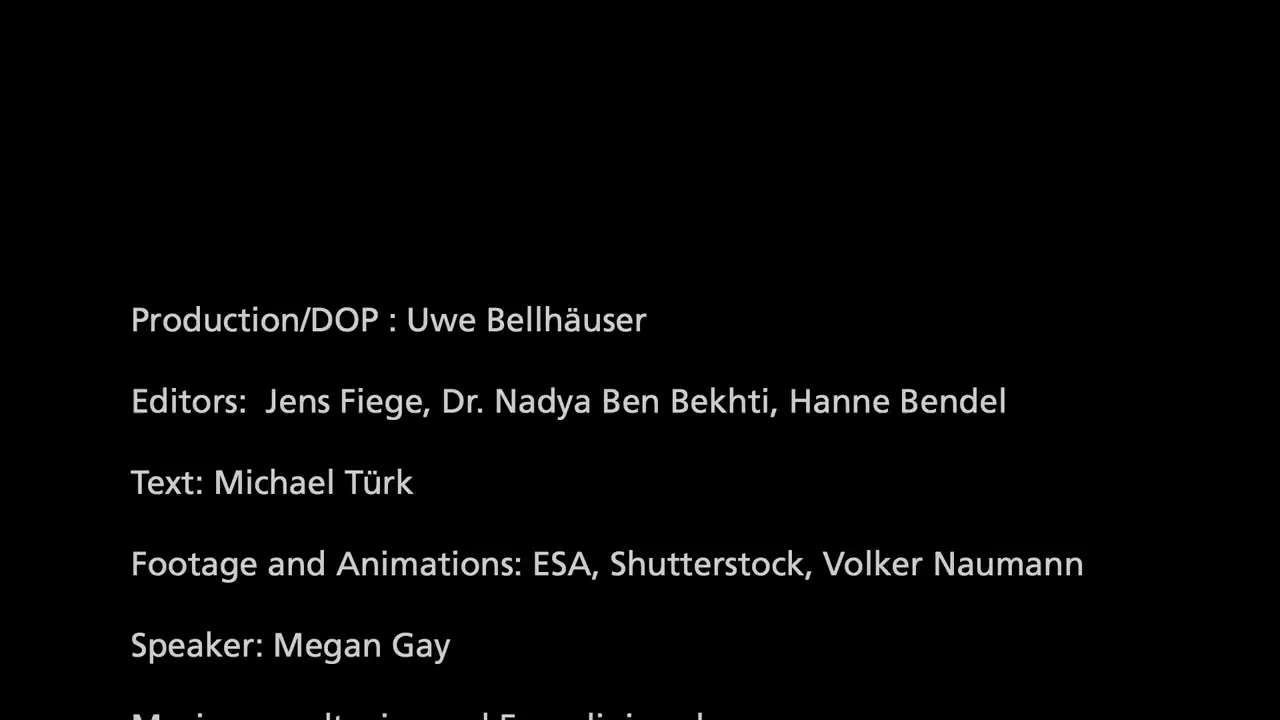 Production/DOP : Uwe Bellhäuser
Editors:  Jens Fiege, Dr. Nadya Ben Bekhti, Hanne Bendel
Text: Michael Türk
Footage and Animations: ESA, Shutterstock, Volker Naumann
Speaker: Megan Gay